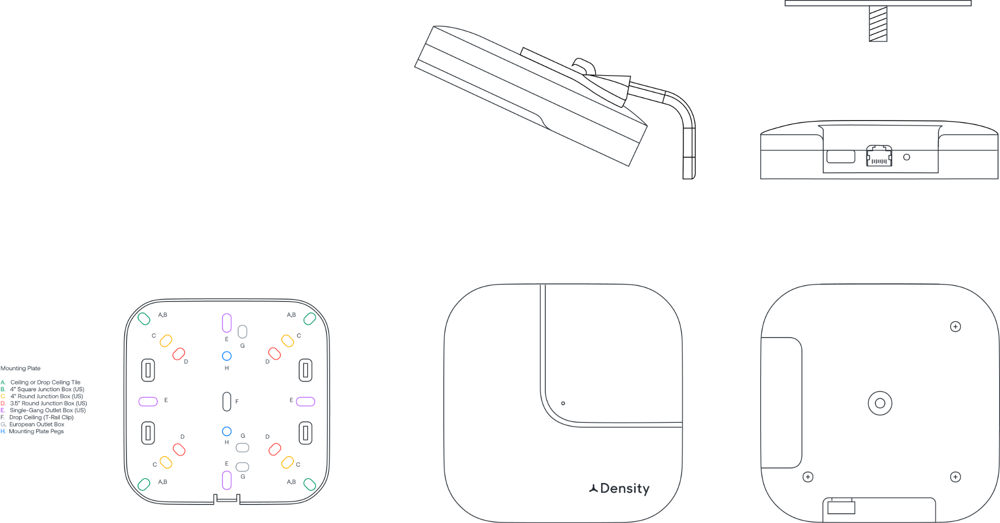 Mounting Plate
A. Ceiling or Drop Ceiling Tile
B. 4" Square Junction Box (US)
C. 4" Round Junction Box (US)
D. 3.5" Round Junction Box (US)
E. Single-Gang Outlet Box (US)
F. Drop Ceiling (T-Rail Clip)
G. European Outlet Box
H. Mounting Plate Pegs
A,B
A,B
C
E
C
G
D
D
H
E
F
E
D
G
D
H
C
E
C
G
A,B
A,B
Density